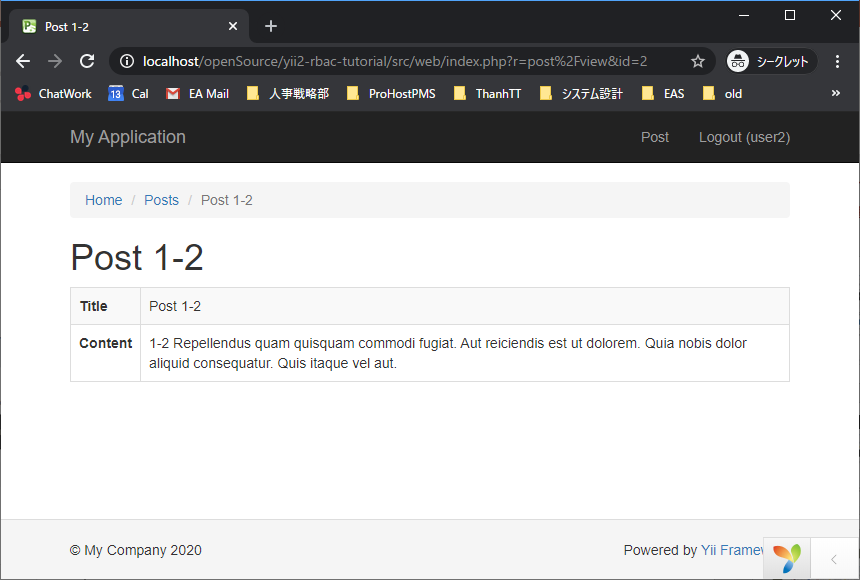 Post 1-2
localhost/openSource/yii2-rbac-tutorial/src/web/index.php?r=post%2Fview&id=2
シークレット
ChatWork 13 Cal EA Mail 人事戦略部 ProHostPMS ThanhTT システム設計 EAS old
My Application Post Logout (user2)
Home / Posts / Post 1-2
Post 1-2
Title Post 1-2
Content 1-2 Repellendus quam quisquam commodi fugiat. Aut reiciendis est ut dolorem. Quia nobis dolor
aliquid consequatur. Quis itaque vel aut.
© My Company 2020 Powered by Yii Framew